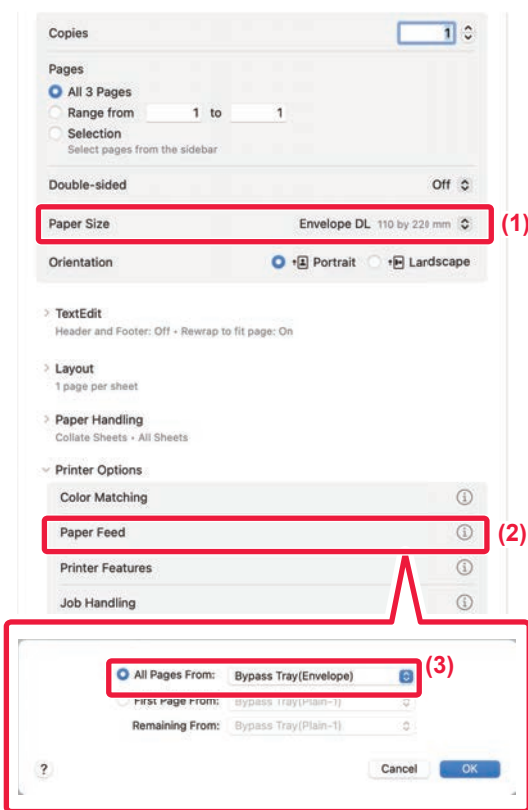 Copies 1
Pages
All 3 Pages
Range from 1 to 1
Selection
Select pages from the sidebar
Double-sided Off
Paper Size Envelope DL 110 by 220 mm (1)
Orientation Portrait Landscape
TextEdit
Header and Footer: Off • Rewrap to fit page: On
Layout
1 page per sheet
Paper Handling
Collate Sheets • All Sheets
Printer Options
Color Matching
Paper Feed (2)
Printer Features
Job Handling
All Pages From: Bypass Tray(Envelope) (3)
First Page From: Bypass Tray(Plain-1)
Remaining From: Bypass Tray(Plain-1)
? Cancel OK